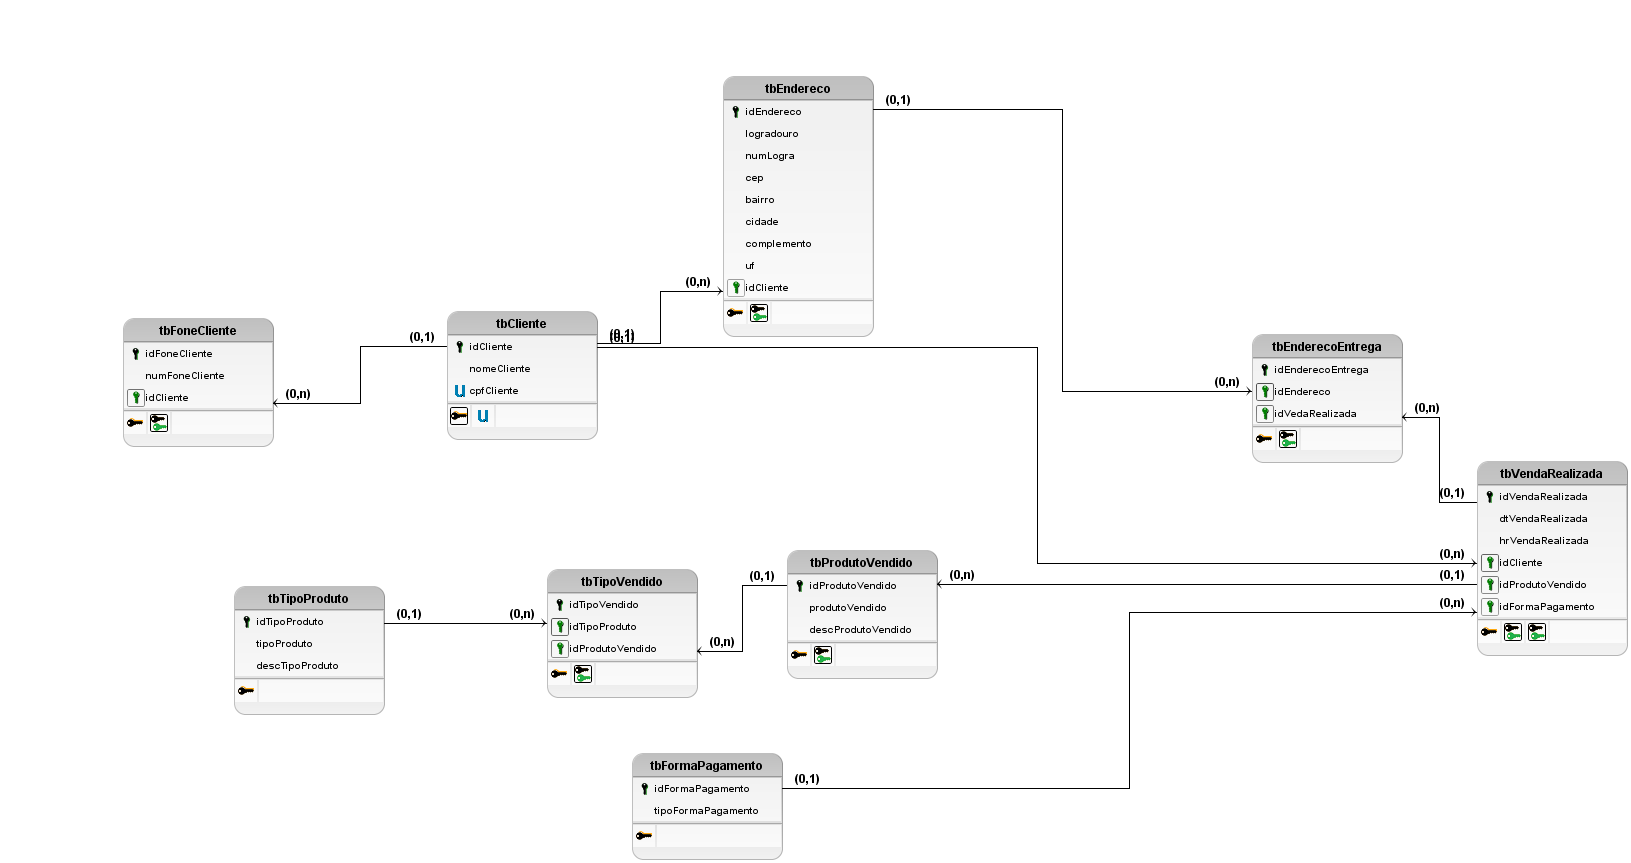 tbEndereco
idEndereco
logradouro
numLogra
cep
bairro
cidade
complemento
uf
idCliente
(0,1)
(0,n)
tbFoneCliente
idFoneCliente
numFoneCliente
idCliente
(0,1)
(0,n)
tbCliente
idCliente
nomeCliente
cpfCliente
U
U
(0,1)
(0,1)
tbEnderecoEntrega
idEnderecoEntrega
idEndereco
idVedaRealizada
(0,n)
(0,n)
tbVendaRealizada
idVendaRealizada
dtVendaRealizada
hrVendaRealizada
idCliente
idProdutoVendido
idFormaPagamento
(0,1)
(0,n)
(0,1)
(0,n)
tbTipoProduto
idTipoProduto
tipoProduto
descTipoProduto
(0,1)
(0,n)
tbTipoVendido
idTipoVendido
idTipoProduto
idProdutoVendido
(0,1)
(0,n)
tbProdutoVendido
idProdutoVendido
produtoVendido
descProdutoVendido
(0,n)
tbFormaPagamento
idFormaPagamento
tipoFormaPagamento
(0,1)